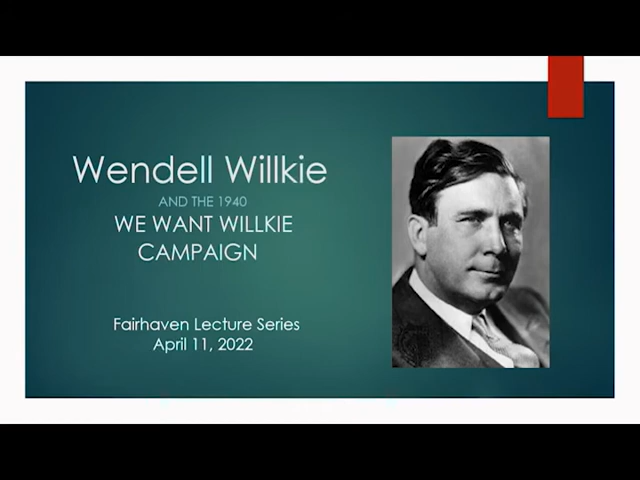 Wendell Willkie
AND THE 1940
WE WANT WILLKIE
CAMPAIGN
Fairhaven Lecture Series
April 11, 2022